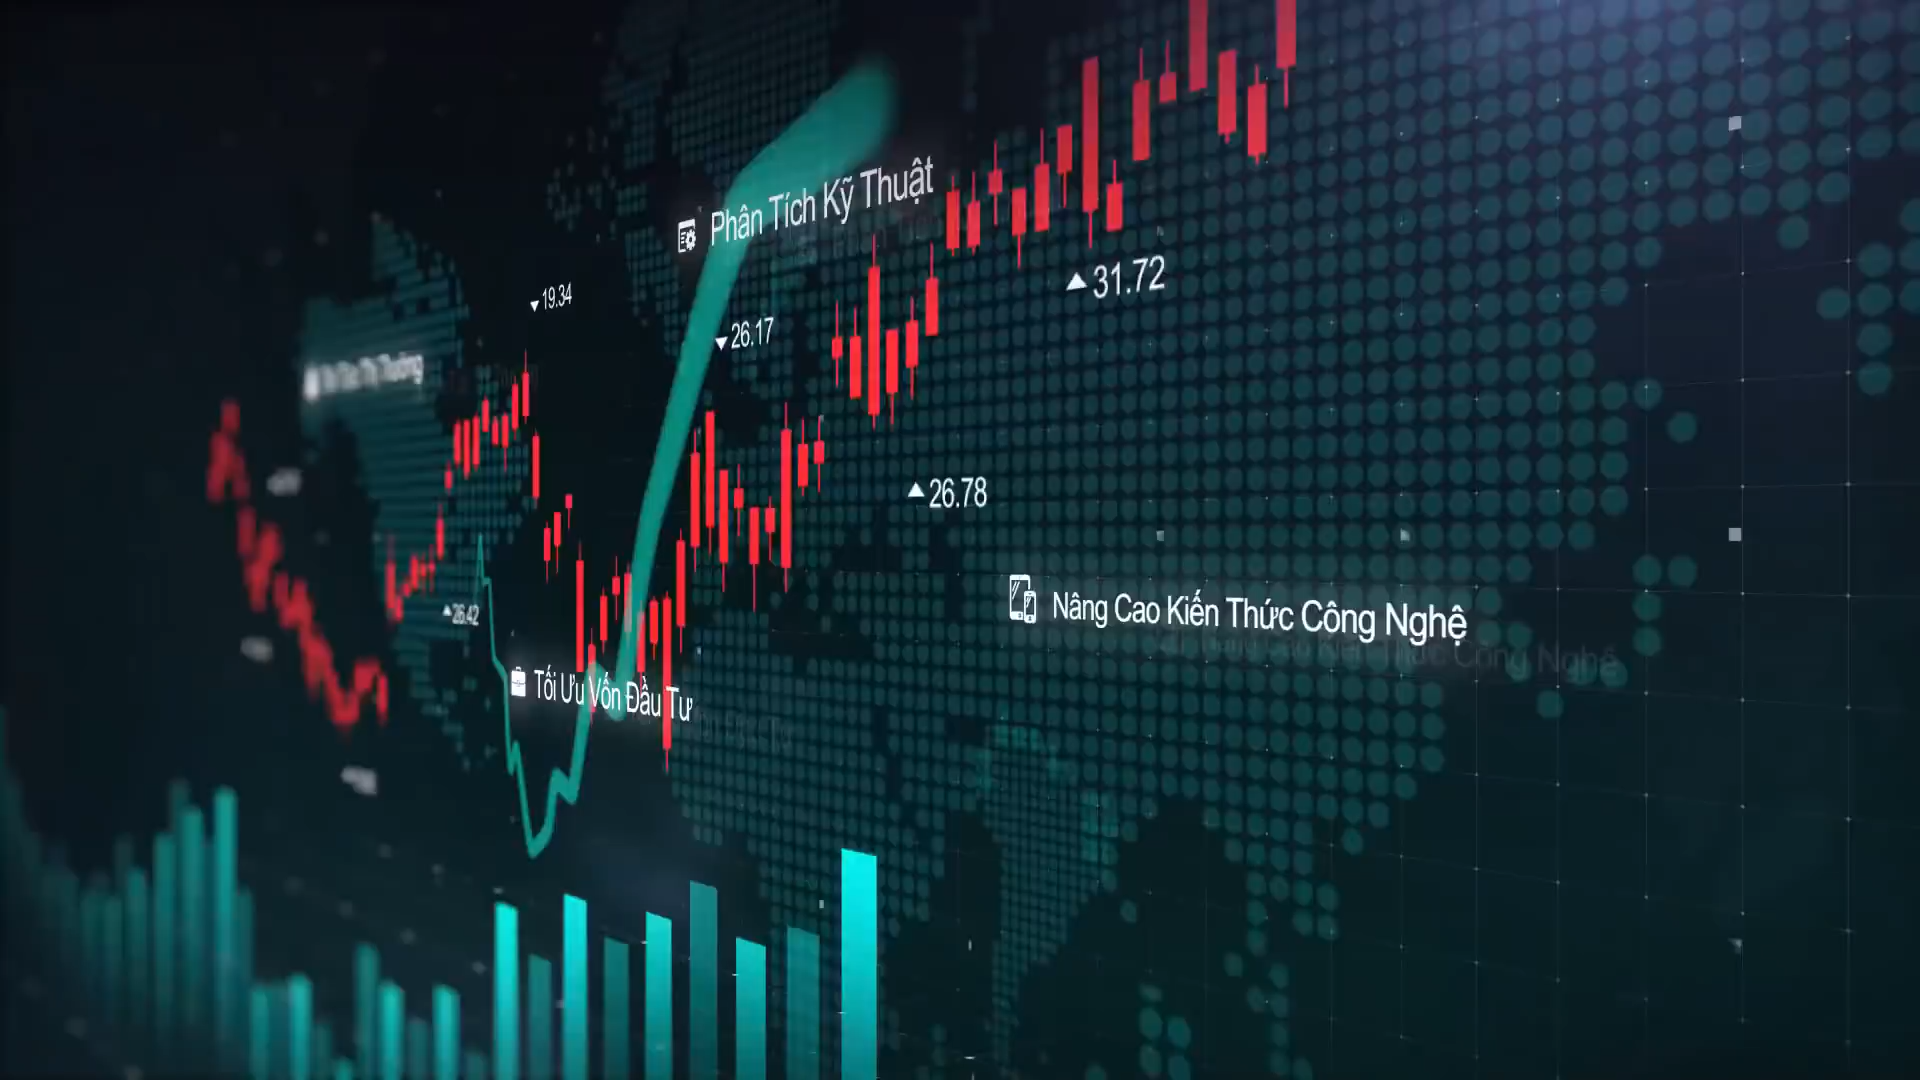 Phân Tích Kỹ Thuật
▼19.34
▼26.17
▲31.72
▲26.78
Nâng Cao Kiến Thức Công Nghệ
▲26.42
Tối Ưu Vốn Đầu Tư